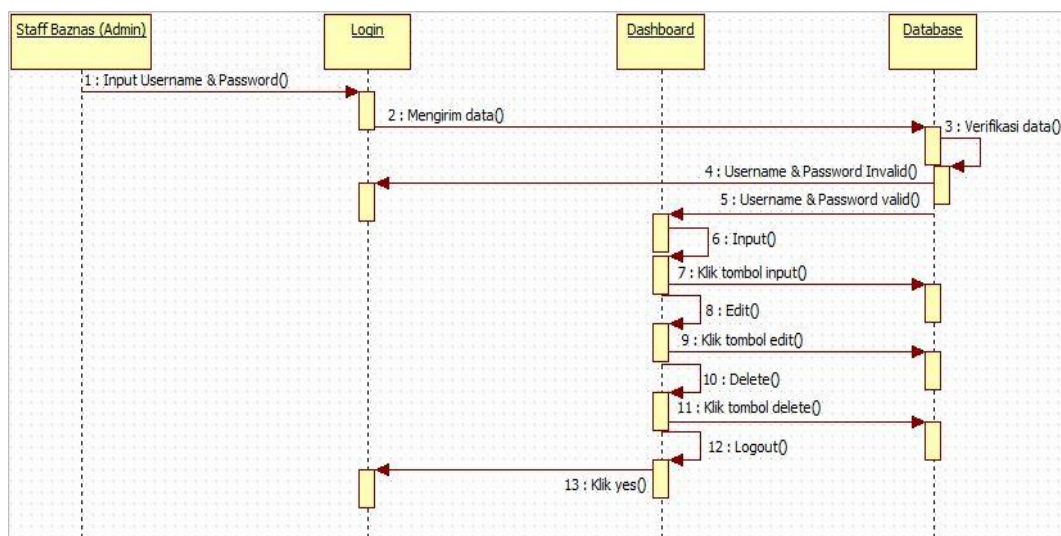 Staff Baznas (Admin)
Login
Dashboard
Database
1 : Input Username & Password()
2 : Mengirim data()
3 : Verifikasi data()
4 : Username & Password Invalid()
5 : Username & Password valid()
6 : Input()
7 : Klik tombol input()
8 : Edit()
9 : Klik tombol edit()
10 : Delete()
11 : Klik tombol delete()
12 : Logout()
13 : Klik yes()